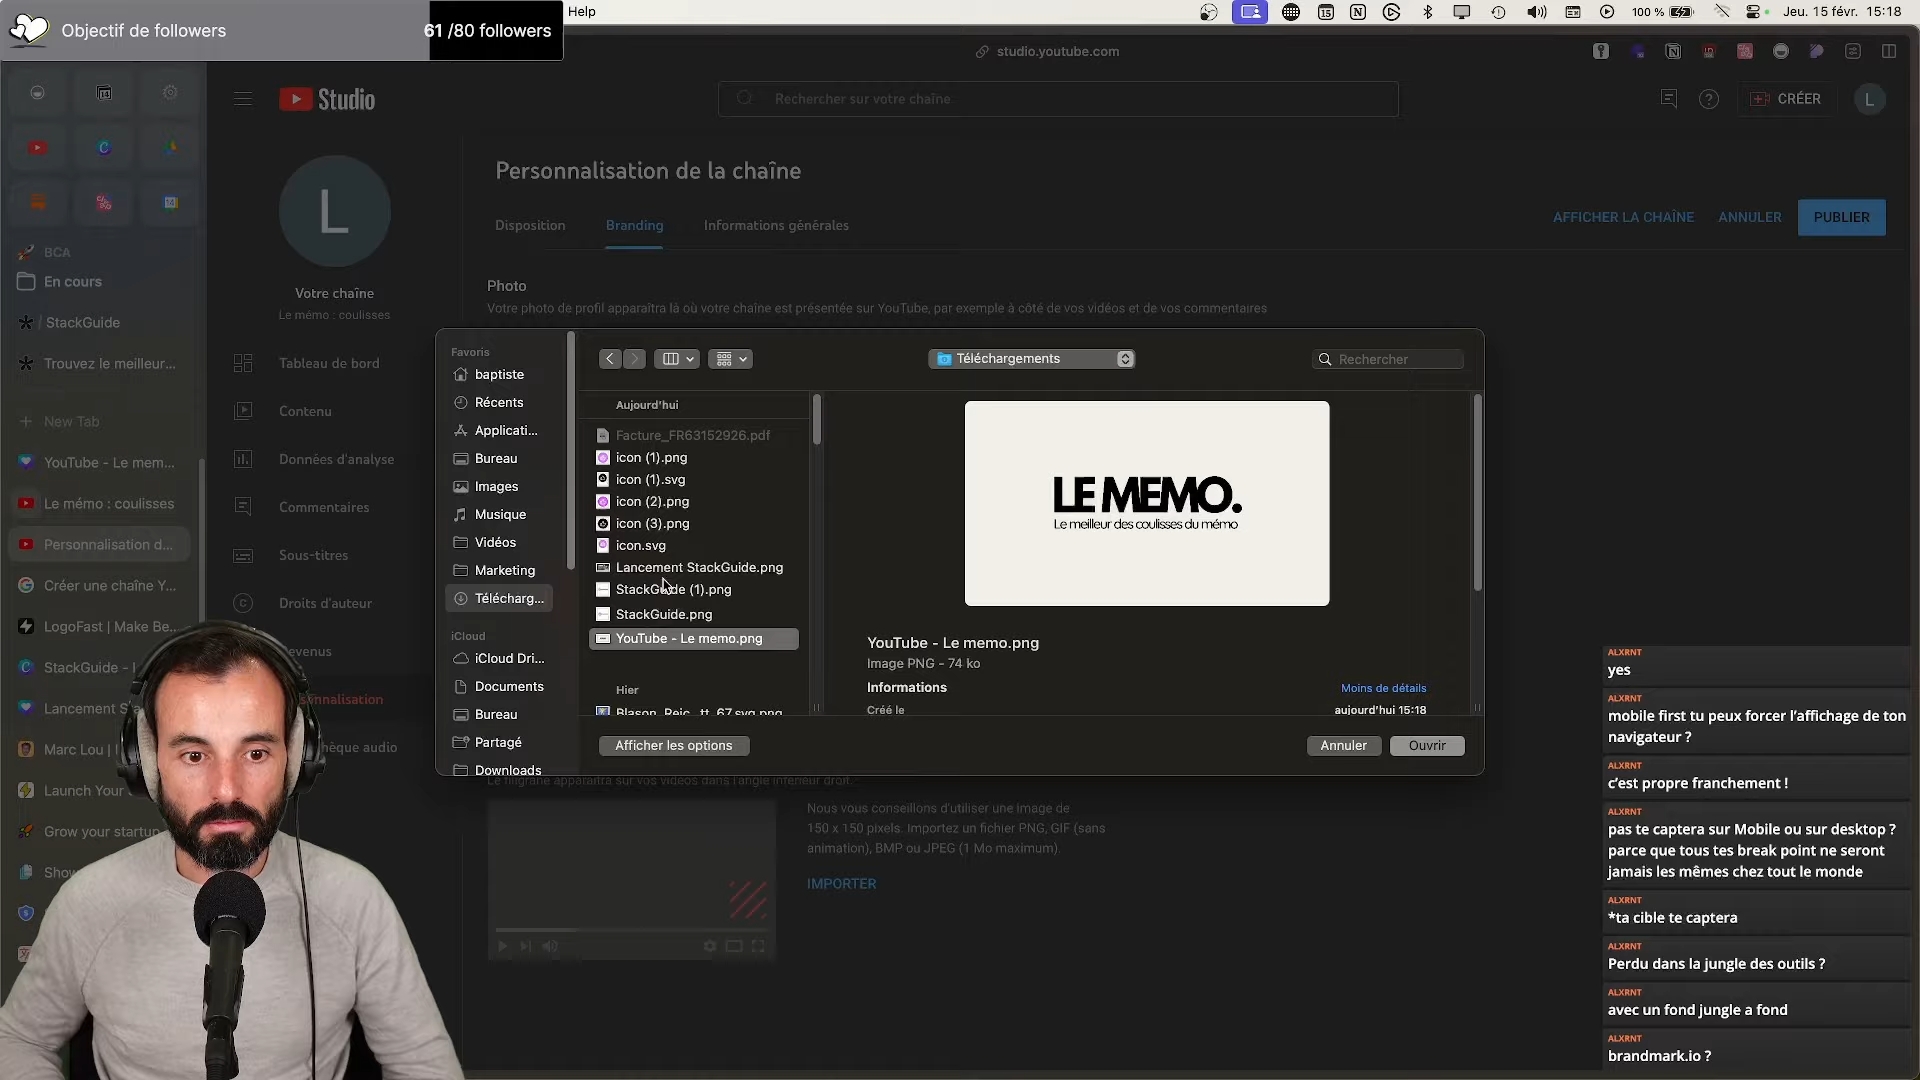 Objectif de followers
61 /80 followers
Help
100 %
Jeu. 15 févr. 15:18
studio.youtube.com
Studio
Rechercher sur votre chaîne
CRÉER
L
Personnalisation de la chaîne
Disposition
Branding
Informations générales
AFFICHER LA CHAÎNE
ANNULER
PUBLIER
BCA
En cours
/ StackGuide
Trouvez le meilleur...
New Tab
YouTube - Le mem...
Le mémo : coulisses
Personnalisation d...
Créer une chaîne Y...
LogoFast | Make Be...
StackGuide - L
Lancement S
Marc Lou |
Launch Your
Grow your startup
Show
L
Votre chaîne
Le mémo : coulisses
Tableau de bord
Contenu
Données d'analyse
Commentaires
Sous-titres
Droits d'auteur
Photo
Votre photo de profil apparaîtra là où votre chaîne est présentée sur YouTube, par exemple à côté de vos vidéos et de vos commentaires
Favoris
baptiste
Récents
Applicati...
Bureau
Images
Musique
Vidéos
Marketing
Télécharg...
iCloud
iCloud Dri...
Documents
Bureau
Partagé
Downloads
Téléchargements
Rechercher
Aujourd'hui
Facture_FR63152926.pdf
icon (1).png
icon (1).svg
icon (2).png
icon (3).png
icon.svg
Lancement StackGuide.png
StackGuide (1).png
StackGuide.png
YouTube - Le memo.png
Hier
LE MEMO.
Le meilleur des coulisses du mémo
YouTube - Le memo.png
Image PNG - 74 ko
Informations
Moins de détails
Créé le
aujourd'hui 15:18
Afficher les options
Annuler
Ouvrir
Le filigrane apparaîtra sur vos vidéos dans l'angle inférieur droit.
Nous vous conseillons d'utiliser une image de
150 x 150 pixels. Importez un fichier PNG, GIF (sans
animation), BMP ou JPEG (1 Mo maximum).
IMPORTER
ALXRNT
yes
ALXRNT
mobile first tu peux forcer l'affichage de ton
navigateur ?
ALXRNT
c'est propre franchement !
ALXRNT
pas te captera sur Mobile ou sur desktop ?
parce que tous tes break point ne seront
jamais les mêmes chez tout le monde
ALXRNT
*ta cible te captera
ALXRNT
Perdu dans la jungle des outils ?
ALXRNT
avec un fond jungle a fond
ALXRNT
brandmark.io ?